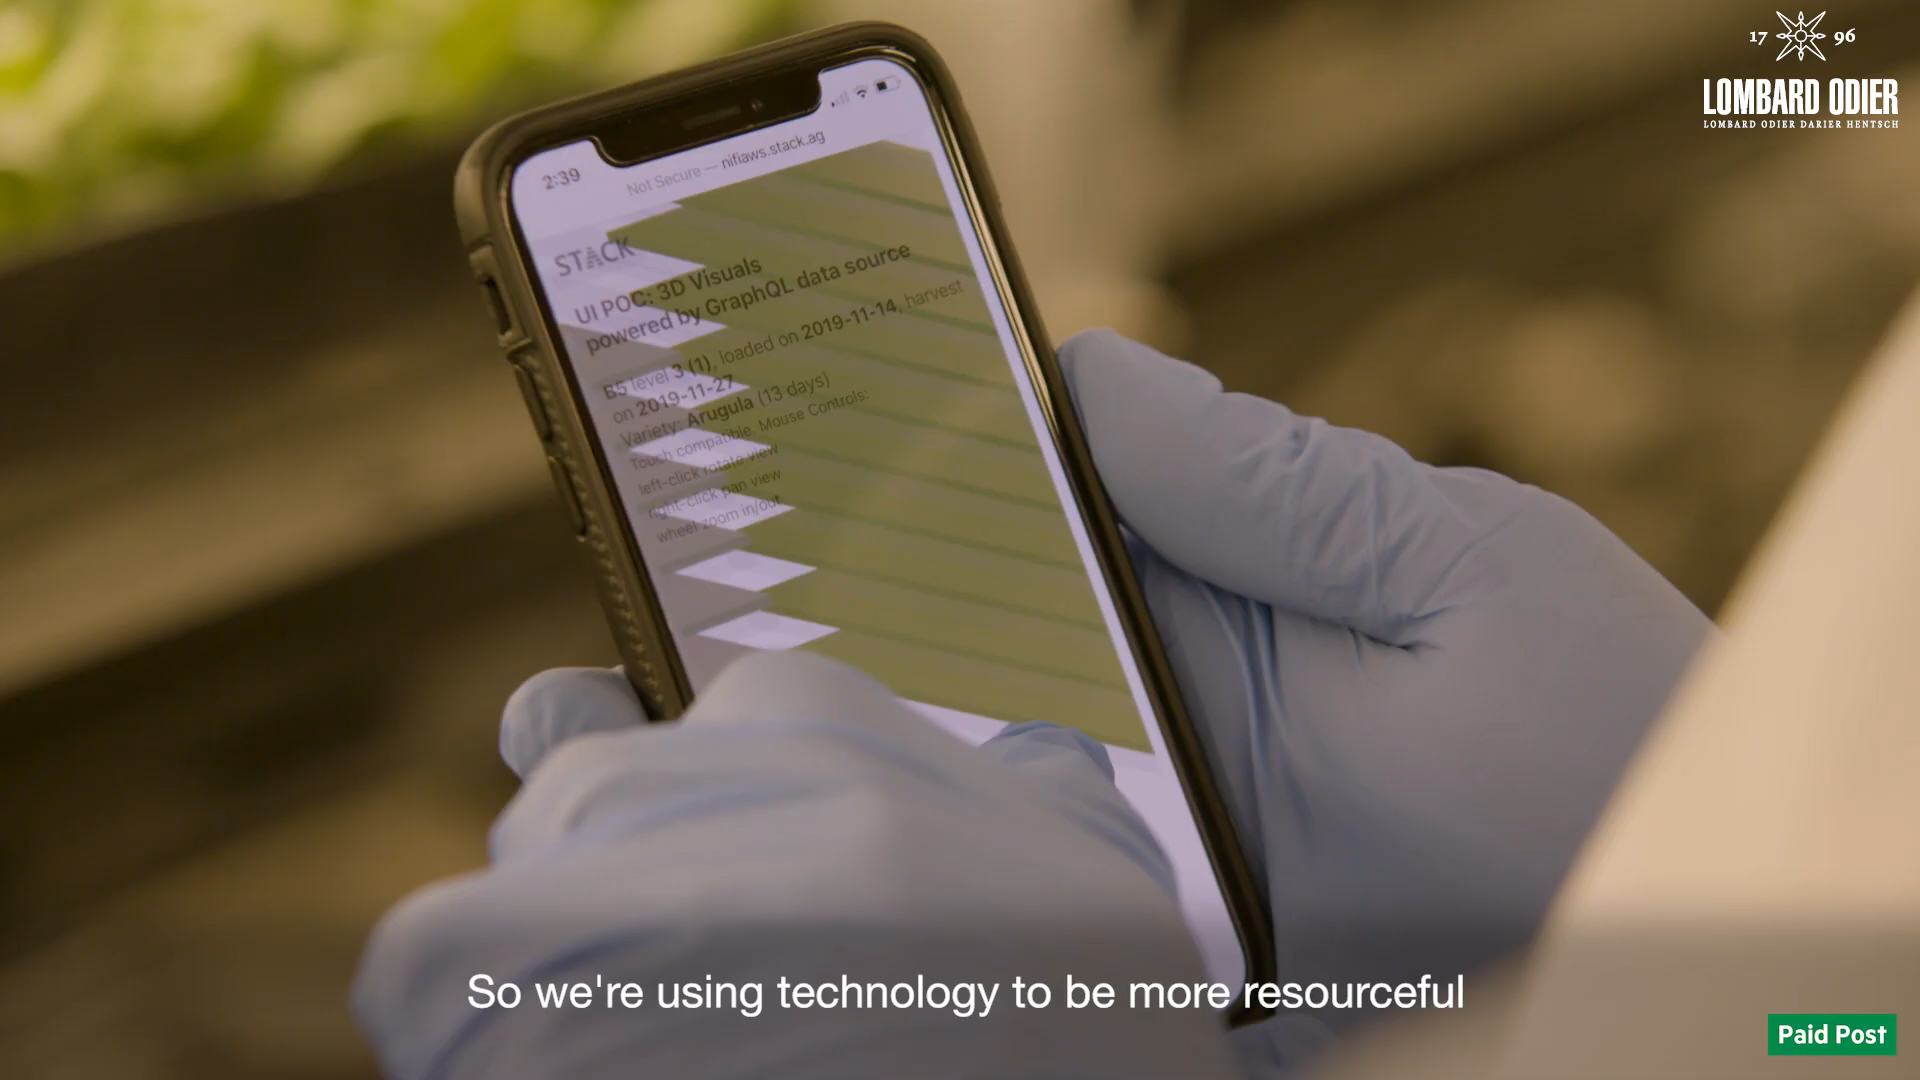 17 96
LOMBARD ODIER
LOMBARD ODIER DARIER HENTSCH
2:39
Not Secure — nifiaws.stack.ag
STACK
UI POC: 3D Visuals
powered by GraphQL data source
B5 level 3 (1), loaded on 2019-11-14, harvest
on 2019-11-27
Variety: Arugula (13 days)
Touch compatible. Mouse Controls:
left-click rotate view
right-click pan view
wheel zoom in/out
So we're using technology to be more resourceful
Paid Post